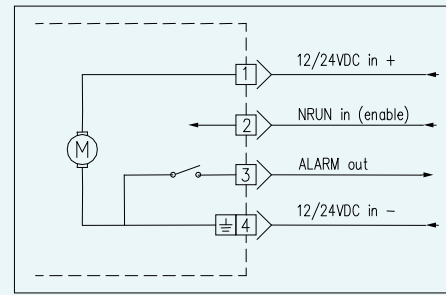 1 12/24VDC in +
2 NRUN in (enable)
M
3 ALARM out
4 12/24VDC in -